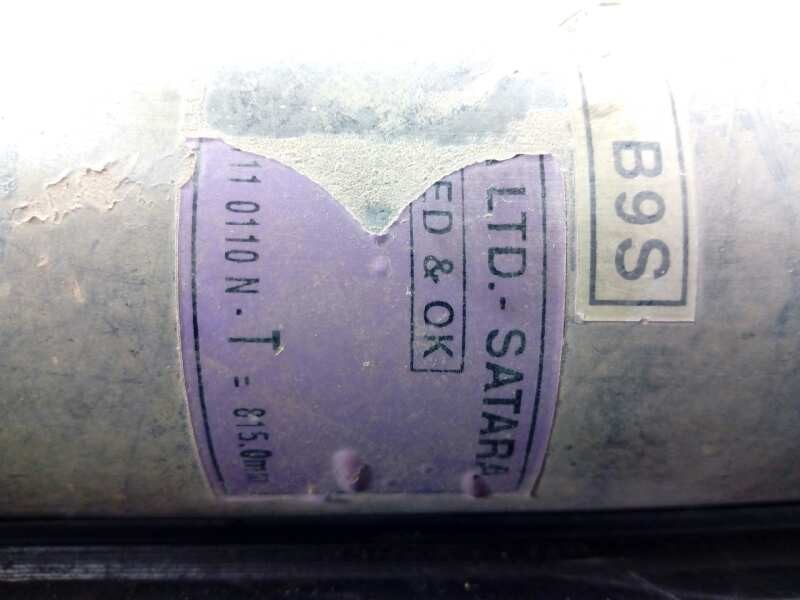 B9S
LTD.- SATARA
ED & OK
11 0110 N - T = 815.0mm